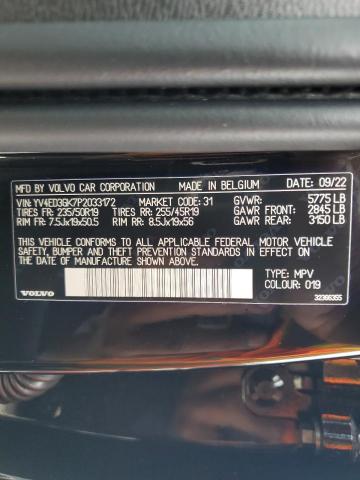 MFD BY VOLVO CAR CORPORATION MADE IN BELGIUM DATE: 09/22
VIN: YV4ED3GK7P2033172 MARKET CODE: 31 GVWR: 5775 LB
TIRES FR: 235/50R19 TIRES RR: 255/45R19 GAWR FRONT: 2845 LB
RIM FR: 7.5Jx19x50.5 RIM RR: 8.5Jx19x56 GAWR REAR: 3150 LB
THIS VEHICLE CONFORMS TO ALL APPLICABLE FEDERAL MOTOR VEHICLE
SAFETY, BUMPER AND THEFT PREVENTION STANDARDS IN EFFECT
ON THE DATE OF MANUFACTURE SHOWN ABOVE.
TYPE: MPV
COLOUR: 019
VOLVO
32365355